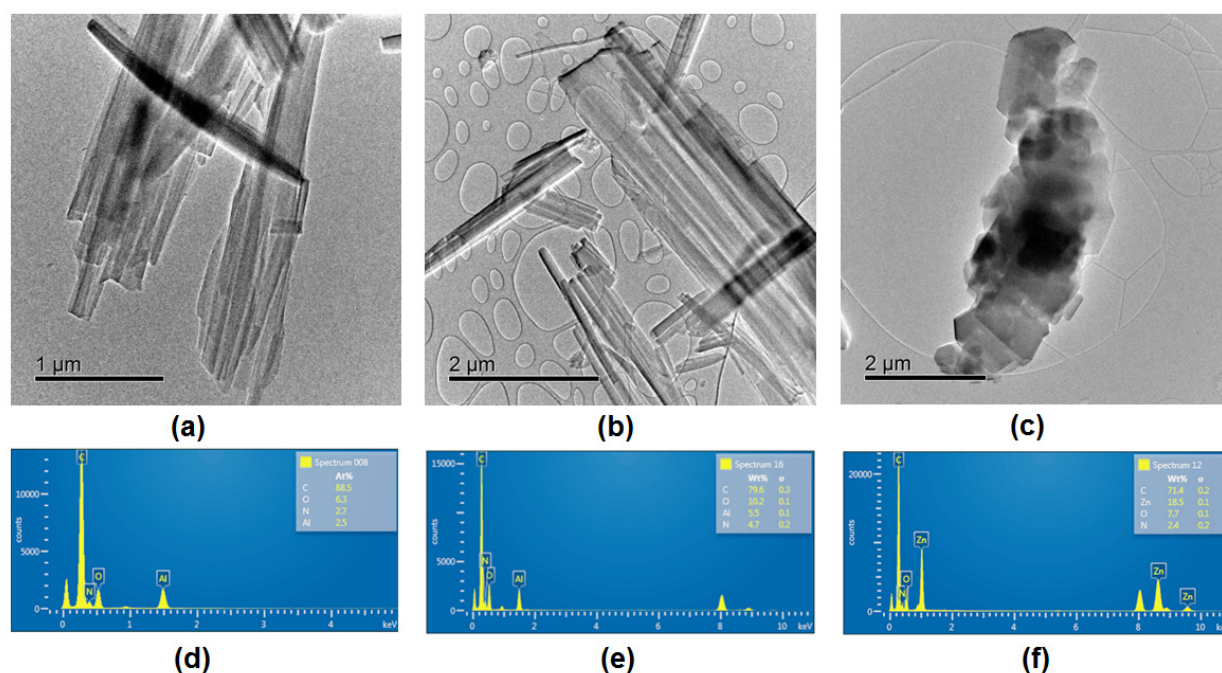 1 µm
2 µm
2 µm
(a)
(b)
(c)
Spectrum 008
At%
C 88.5
O 6.3
N 2.7
Al 2.5
C
N
O
Al
10000
5000
0
counts
0 2 4 keV
Spectrum 16
Wt% σ
C 79.6 0.3
O 10.2 0.1
Al 5.5 0.1
N 4.7 0.2
C
N
O
Al
15000
5000
0
counts
0 2 4 6 8 10 keV
Spectrum 12
Wt% σ
C 71.4 0.2
Zn 18.5 0.1
O 7.7 0.1
N 2.4 0.2
C
O
N
Zn
Zn
Zn
20000
0
counts
0 2 4 6 8 10 keV
(d)
(e)
(f)